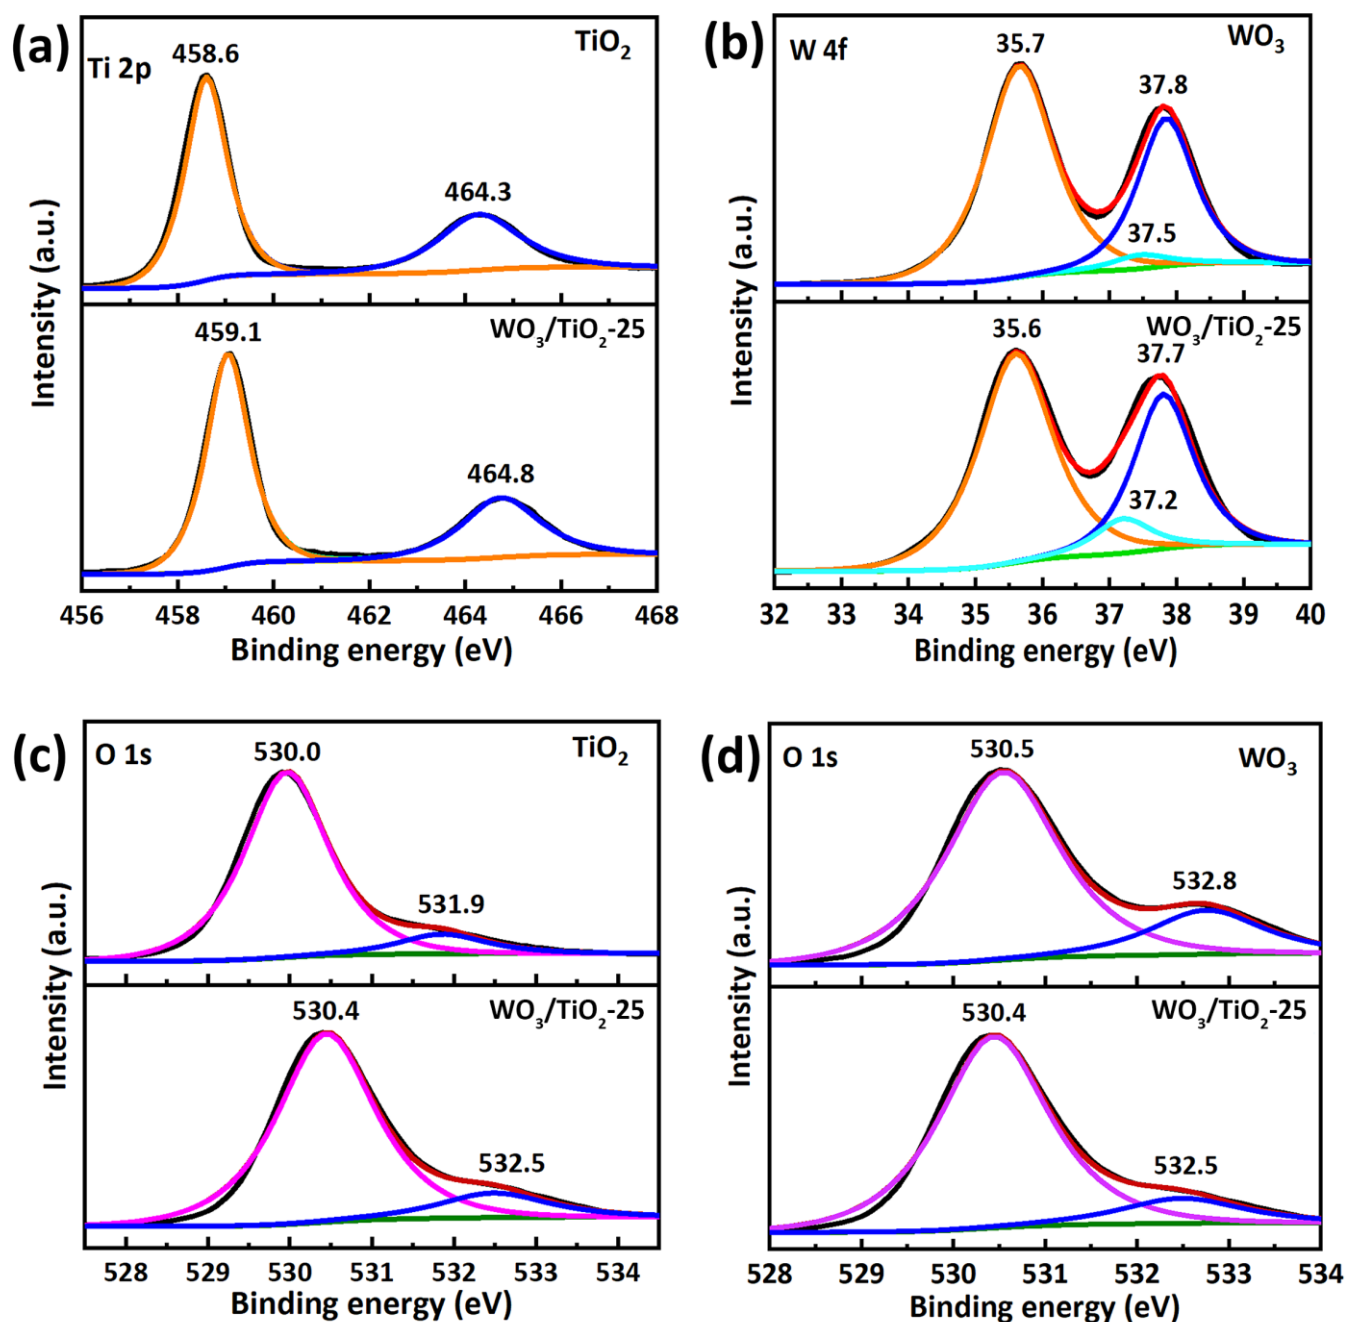 (a)
Ti 2p
458.6
TiO₂
464.3
459.1
WO₃/TiO₂-25
464.8
Intensity (a.u.)
456 458 460 462 464 466 468
Binding energy (eV)
(b)
W 4f
35.7
WO₃
37.8
37.5
35.6
WO₃/TiO₂-25
37.7
37.2
Intensity (a.u.)
32 33 34 35 36 37 38 39 40
Binding energy (eV)
(c)
O 1s
530.0
TiO₂
531.9
530.4
WO₃/TiO₂-25
532.5
Intensity (a.u.)
528 529 530 531 532 533 534
Binding energy (eV)
(d)
O 1s
530.5
WO₃
532.8
530.4
WO₃/TiO₂-25
532.5
Intensity (a.u.)
528 529 530 531 532 533 534
Binding energy (eV)